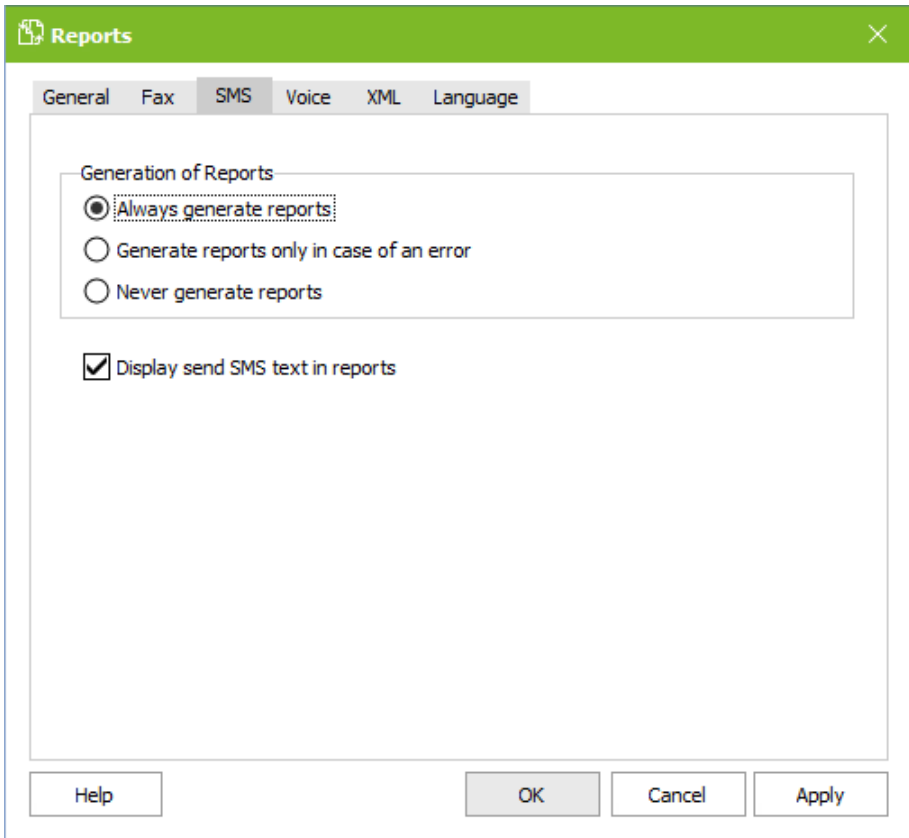 Reports
General Fax SMS Voice XML Language
Generation of Reports
Always generate reports
Generate reports only in case of an error
Never generate reports
Display send SMS text in reports
Help OK Cancel Apply